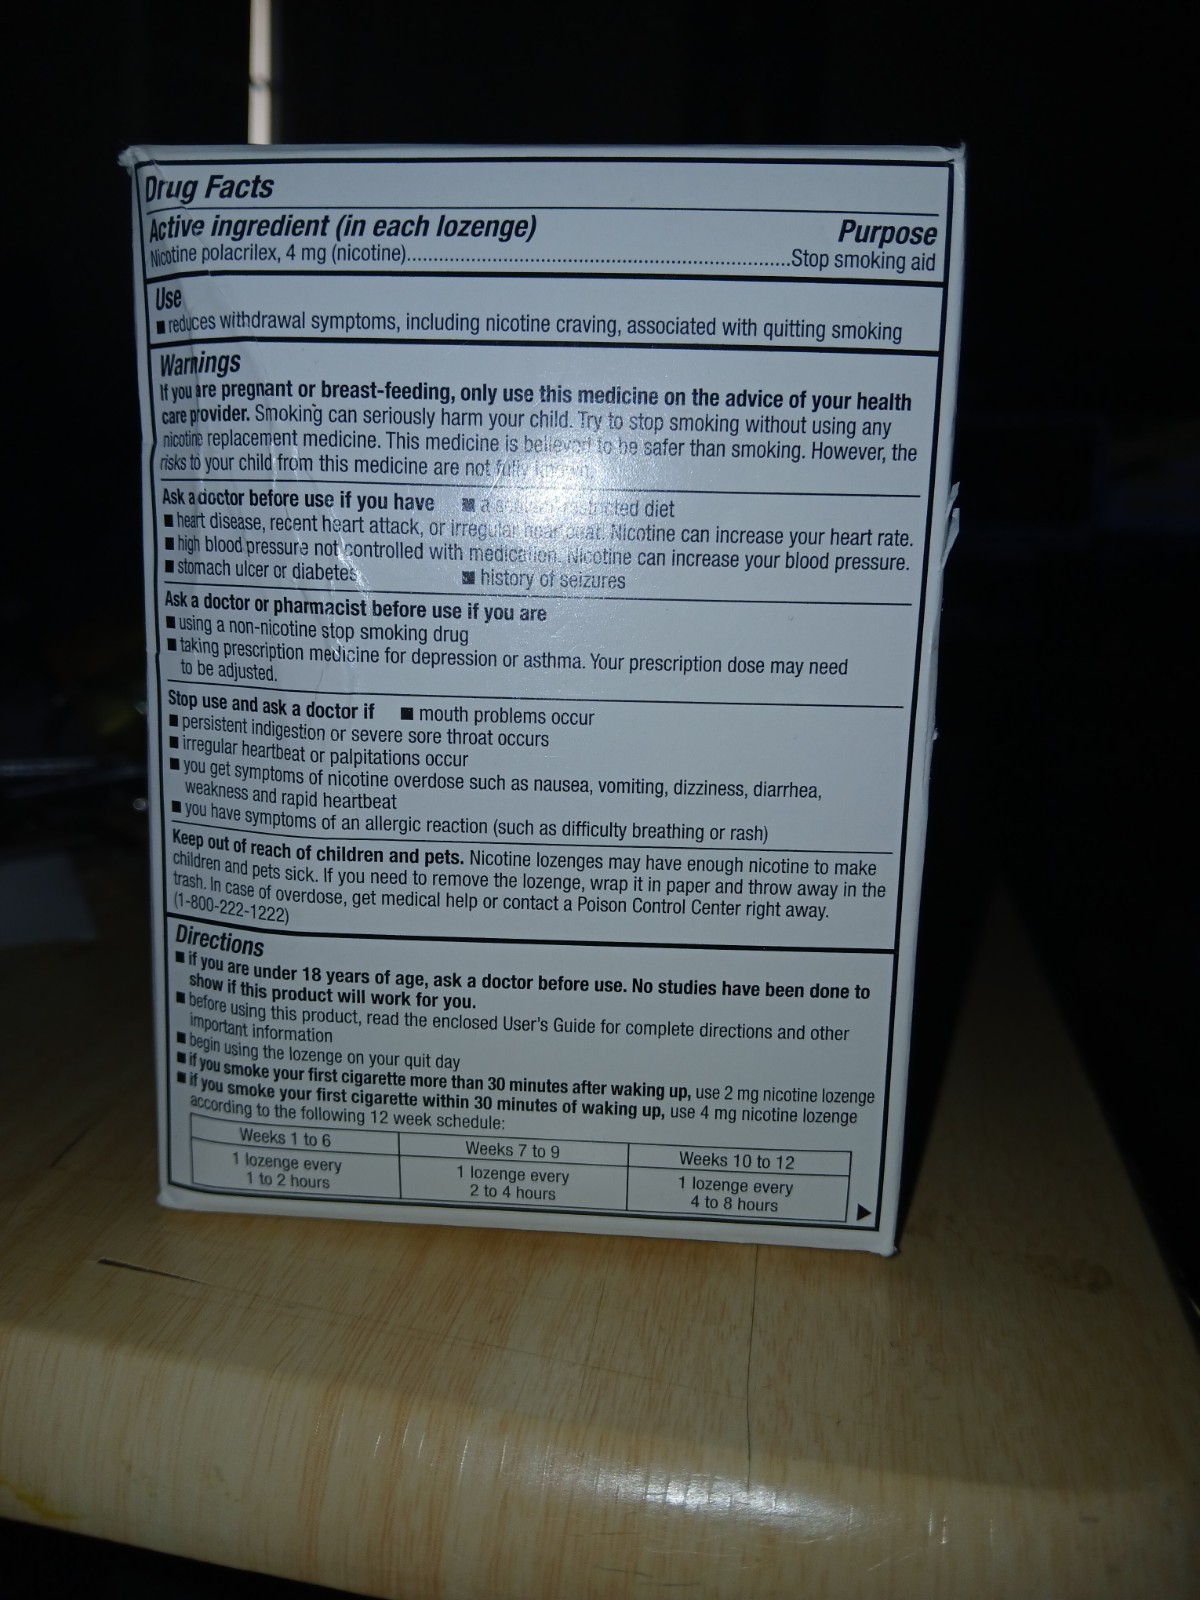 Drug Facts
Active ingredient (in each lozenge) Purpose
Nicotine polacrilex, 4 mg (nicotine)................................................................Stop smoking aid
Use
■ reduces withdrawal symptoms, including nicotine craving, associated with quitting smoking
Warnings
If you are pregnant or breast-feeding, only use this medicine on the advice of your health
care provider. Smoking can seriously harm your child. Try to stop smoking without using any
nicotine replacement medicine. This medicine is believed to be safer than smoking. However, the
risks to your child from this medicine are not fully known.
Ask a doctor before use if you have ■ a restricted diet
■ heart disease, recent heart attack, or irregular heartbeat. Nicotine can increase your heart rate.
■ high blood pressure not controlled with medication. Nicotine can increase your blood pressure.
■ stomach ulcer or diabetes ■ history of seizures
Ask a doctor or pharmacist before use if you are
■ using a non-nicotine stop smoking drug
■ taking prescription medicine for depression or asthma. Your prescription dose may need
to be adjusted.
Stop use and ask a doctor if ■ mouth problems occur
■ persistent indigestion or severe sore throat occurs
■ irregular heartbeat or palpitations occur
■ you get symptoms of nicotine overdose such as nausea, vomiting, dizziness, diarrhea,
weakness and rapid heartbeat
■ you have symptoms of an allergic reaction (such as difficulty breathing or rash)
Keep out of reach of children and pets. Nicotine lozenges may have enough nicotine to make
children and pets sick. If you need to remove the lozenge, wrap it in paper and throw away in the
trash. In case of overdose, get medical help or contact a Poison Control Center right away.
(1-800-222-1222)
Directions
■ if you are under 18 years of age, ask a doctor before use. No studies have been done to
show if this product will work for you.
■ before using this product, read the enclosed User's Guide for complete directions and other
important information
■ begin using the lozenge on your quit day
■ if you smoke your first cigarette more than 30 minutes after waking up, use 2 mg nicotine lozenge
■ if you smoke your first cigarette within 30 minutes of waking up, use 4 mg nicotine lozenge
according to the following 12 week schedule:
Weeks 1 to 6 Weeks 7 to 9 Weeks 10 to 12
1 lozenge every 1 lozenge every 1 lozenge every
1 to 2 hours 2 to 4 hours 4 to 8 hours